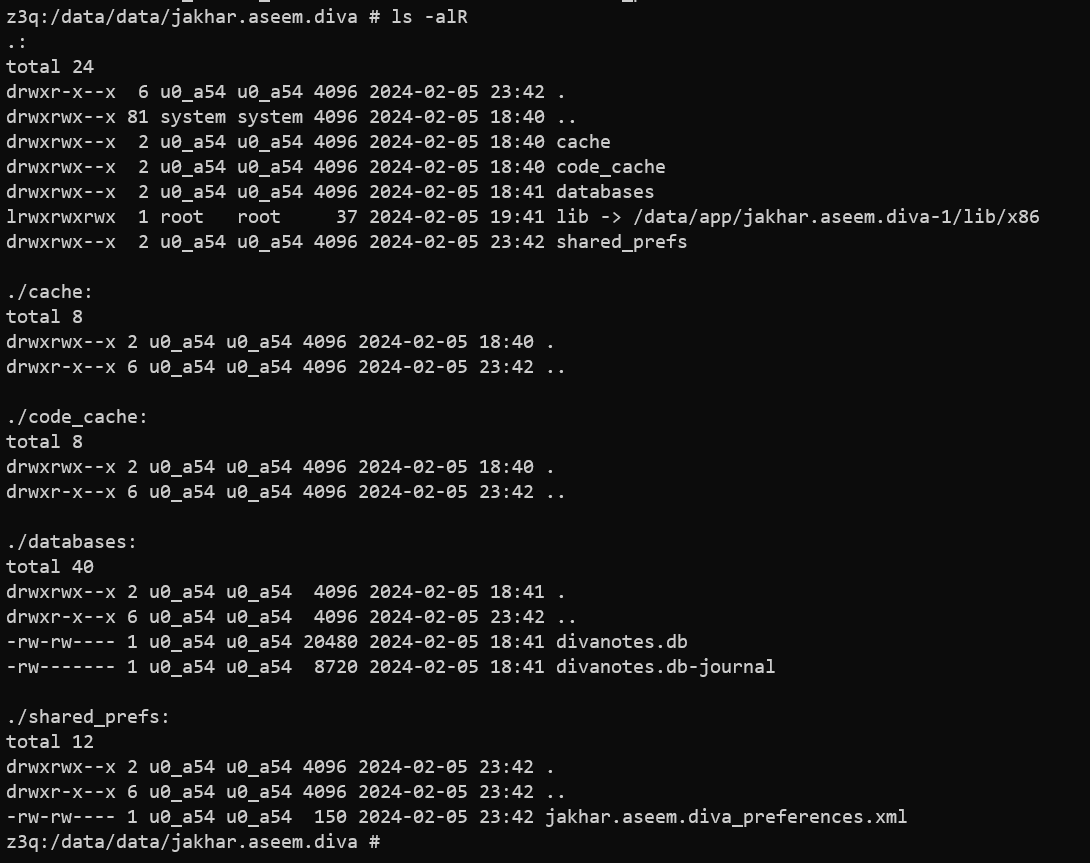 z3q:/data/data/jakhar.aseem.diva # ls -alR
.:
total 24
drwxr-x--x  6 u0_a54 u0_a54 4096 2024-02-05 23:42 .
drwxrwx--x 81 system system 4096 2024-02-05 18:40 ..
drwxrwx--x  2 u0_a54 u0_a54 4096 2024-02-05 18:40 cache
drwxrwx--x  2 u0_a54 u0_a54 4096 2024-02-05 18:40 code_cache
drwxrwx--x  2 u0_a54 u0_a54 4096 2024-02-05 18:41 databases
lrwxrwxrwx  1 root   root     37 2024-02-05 19:41 lib -> /data/app/jakhar.aseem.diva-1/lib/x86
drwxrwx--x  2 u0_a54 u0_a54 4096 2024-02-05 23:42 shared_prefs

./cache:
total 8
drwxrwx--x 2 u0_a54 u0_a54 4096 2024-02-05 18:40 .
drwxr-x--x 6 u0_a54 u0_a54 4096 2024-02-05 23:42 ..

./code_cache:
total 8
drwxrwx--x 2 u0_a54 u0_a54 4096 2024-02-05 18:40 .
drwxr-x--x 6 u0_a54 u0_a54 4096 2024-02-05 23:42 ..

./databases:
total 40
drwxrwx--x 2 u0_a54 u0_a54  4096 2024-02-05 18:41 .
drwxr-x--x 6 u0_a54 u0_a54  4096 2024-02-05 23:42 ..
-rw-rw---- 1 u0_a54 u0_a54 20480 2024-02-05 18:41 divanotes.db
-rw------- 1 u0_a54 u0_a54  8720 2024-02-05 18:41 divanotes.db-journal

./shared_prefs:
total 12
drwxrwx--x 2 u0_a54 u0_a54 4096 2024-02-05 23:42 .
drwxr-x--x 6 u0_a54 u0_a54 4096 2024-02-05 23:42 ..
-rw-rw---- 1 u0_a54 u0_a54  150 2024-02-05 23:42 jakhar.aseem.diva_preferences.xml
z3q:/data/data/jakhar.aseem.diva #